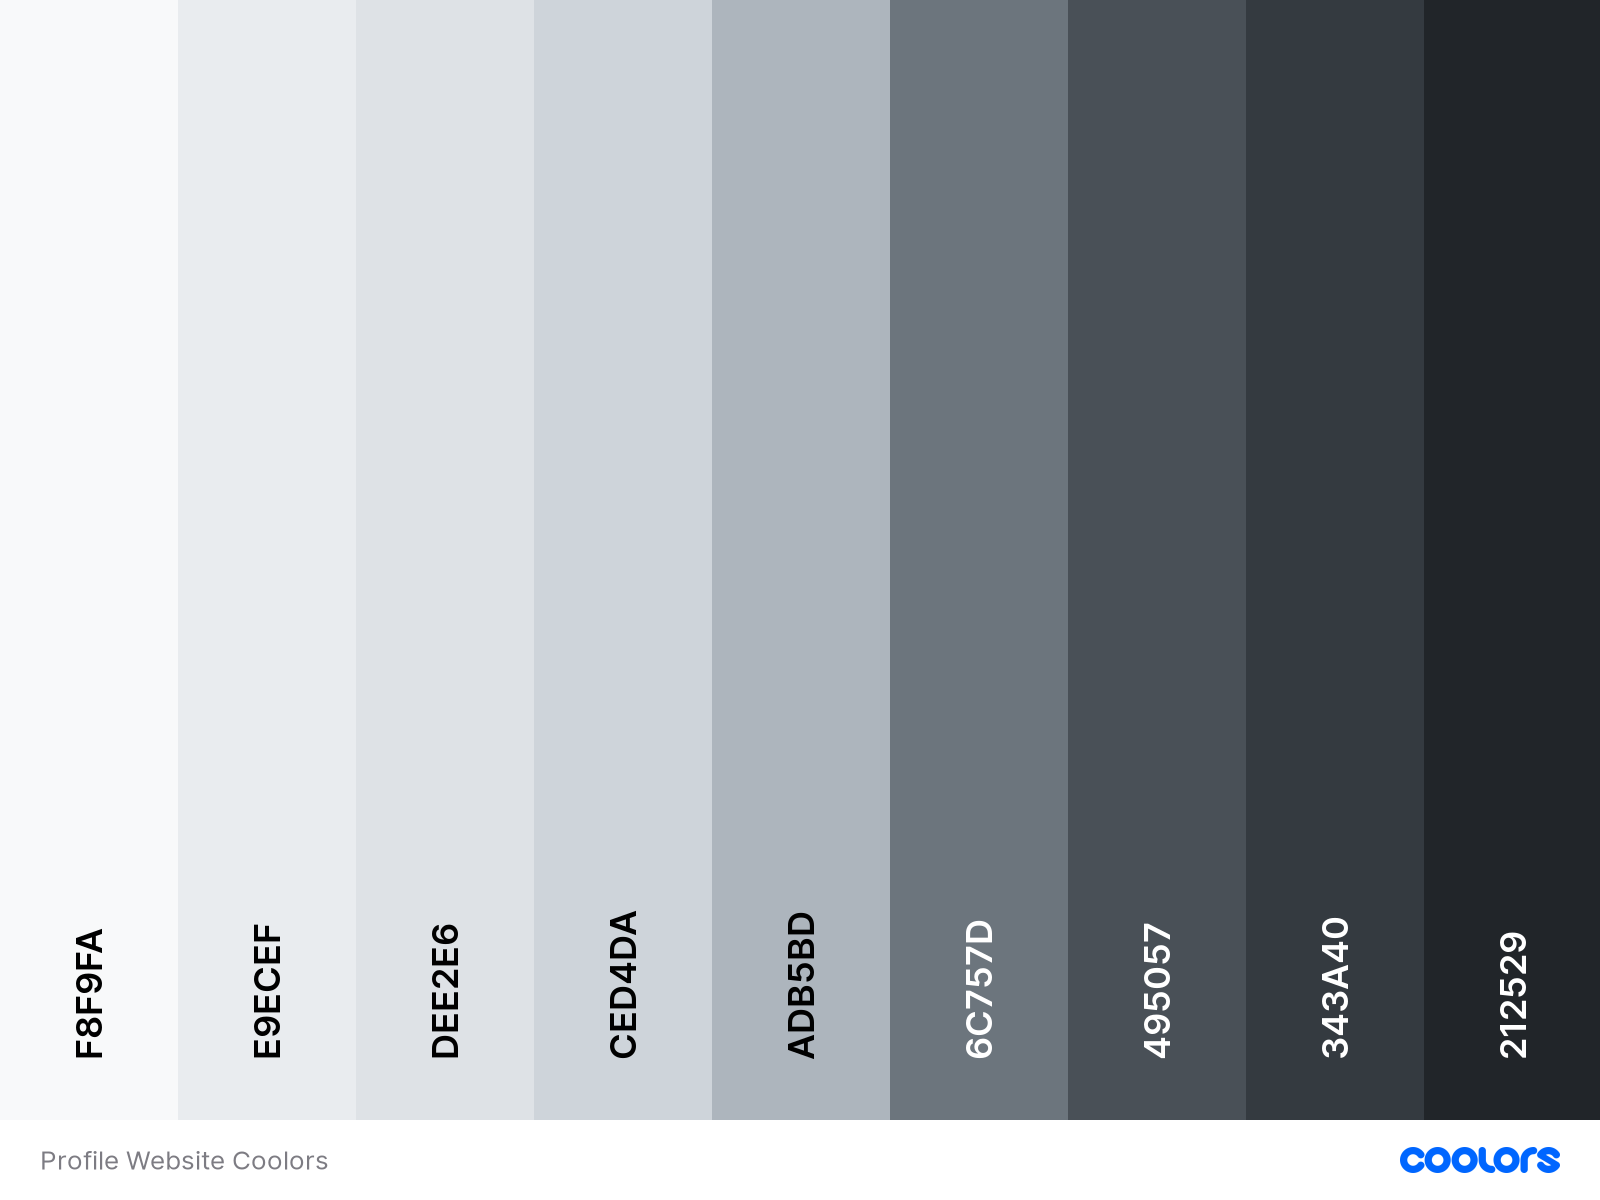 F8F9FA
E9ECEF
DEE2E6
CED4DA
ADB5BD
6C757D
495057
343A40
212529
Profile Website Coolors
coolors